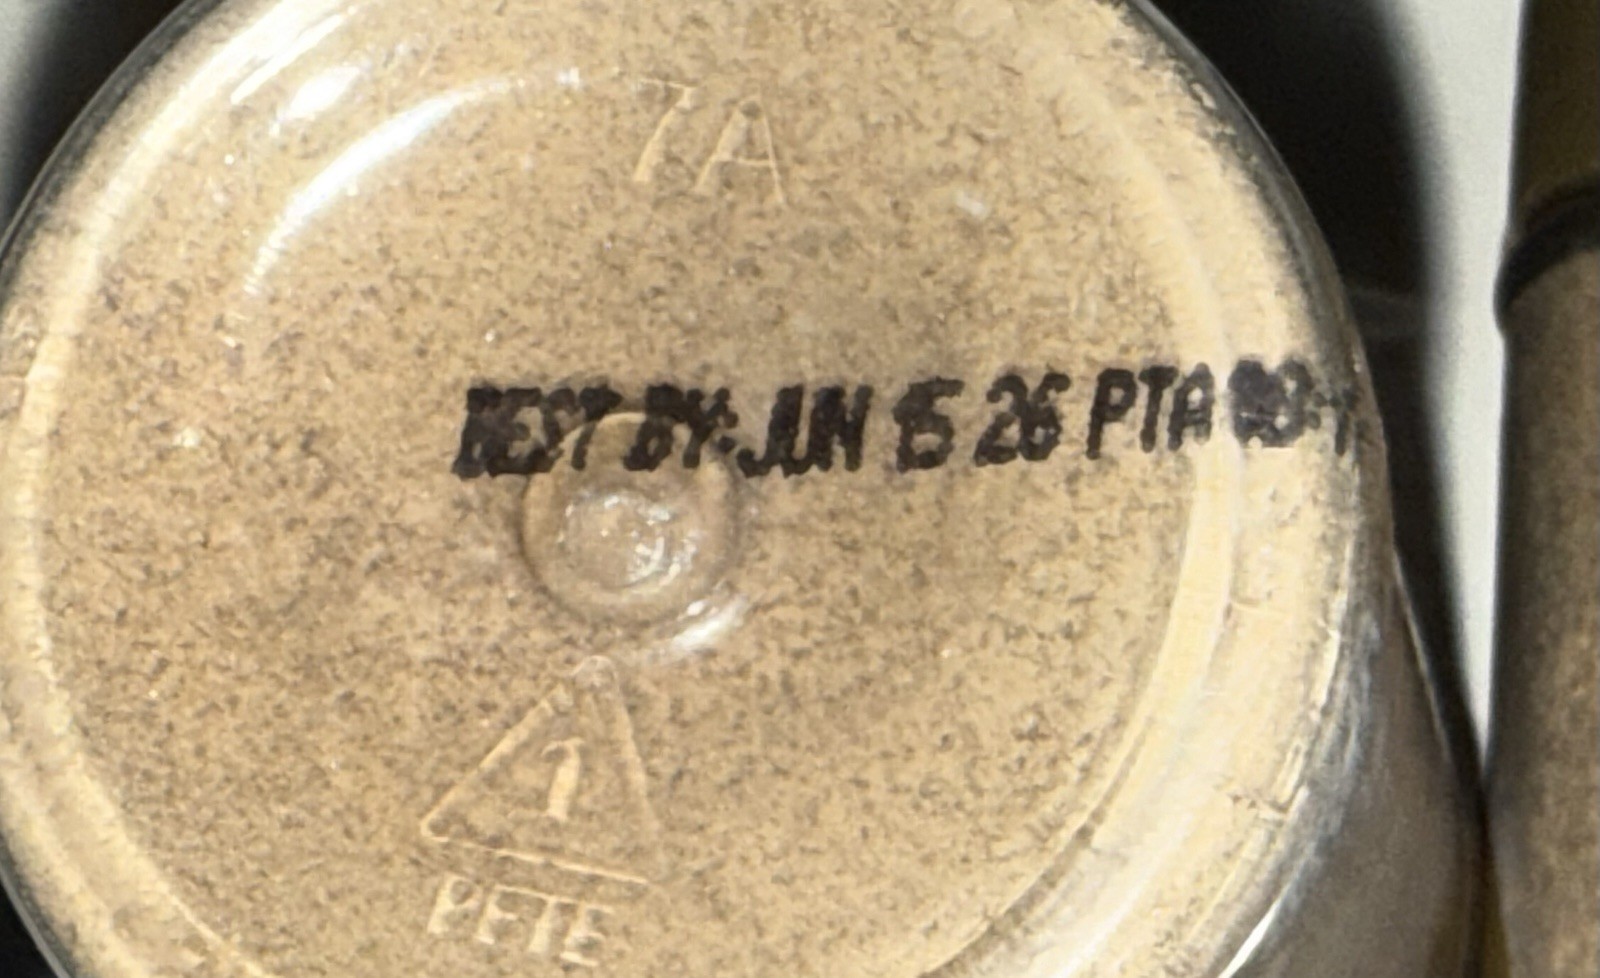 7A
BEST BY: JUN 15 26 PTA
1
PETE